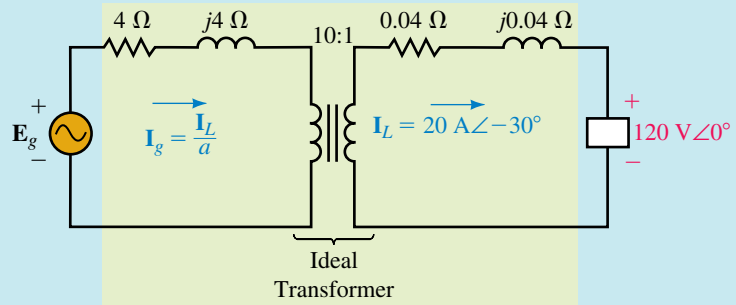 4 Ω
j4 Ω
10:1
0.04 Ω
j0.04 Ω
+
E_g
−
I_g = I_L/a
I_L = 20 A∠−30°
+
120 V∠0°
−
Ideal
Transformer